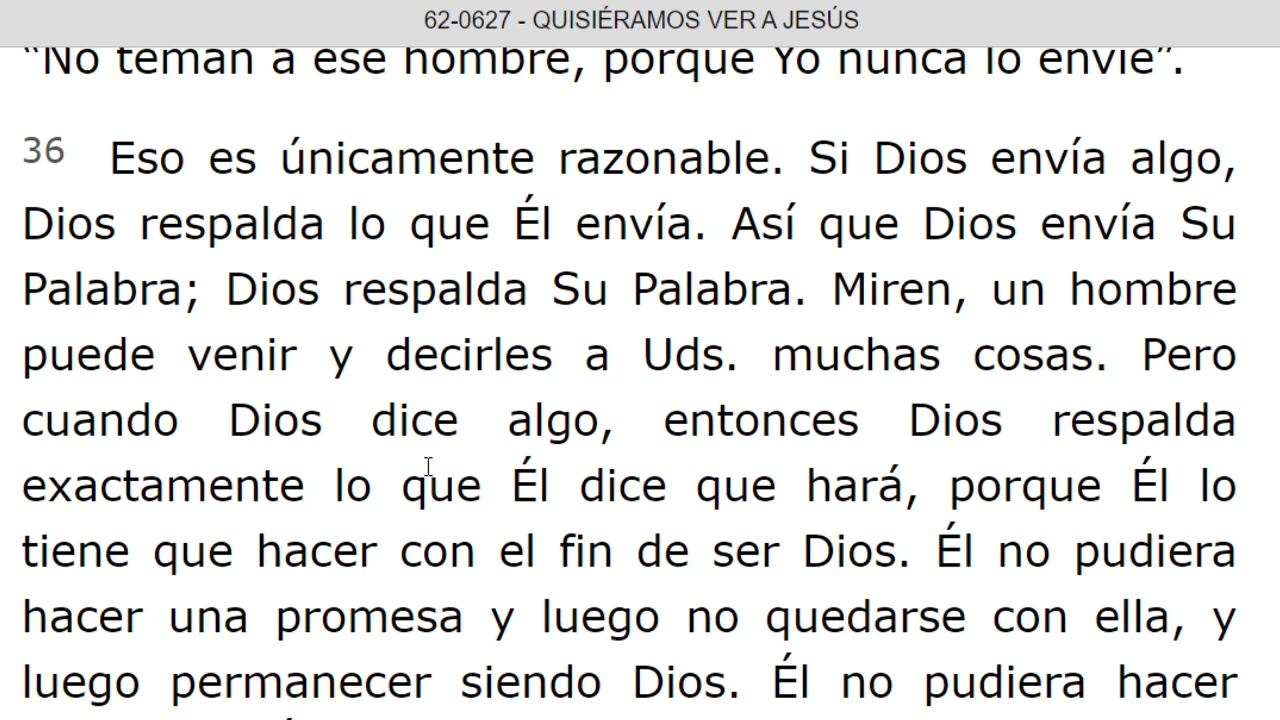 62-0627 - QUISIÉRAMOS VER A JESÚS
“No teman a ese hombre, porque Yo nunca lo envié”.
36 Eso es únicamente razonable. Si Dios envía algo,
Dios respalda lo que Él envía. Así que Dios envía Su
Palabra; Dios respalda Su Palabra. Miren, un hombre
puede venir y decirles a Uds. muchas cosas. Pero
cuando Dios dice algo, entonces Dios respalda
exactamente lo que Él dice que hará, porque Él lo
tiene que hacer con el fin de ser Dios. Él no pudiera
hacer una promesa y luego no quedarse con ella, y
luego permanecer siendo Dios. Él no pudiera hacer